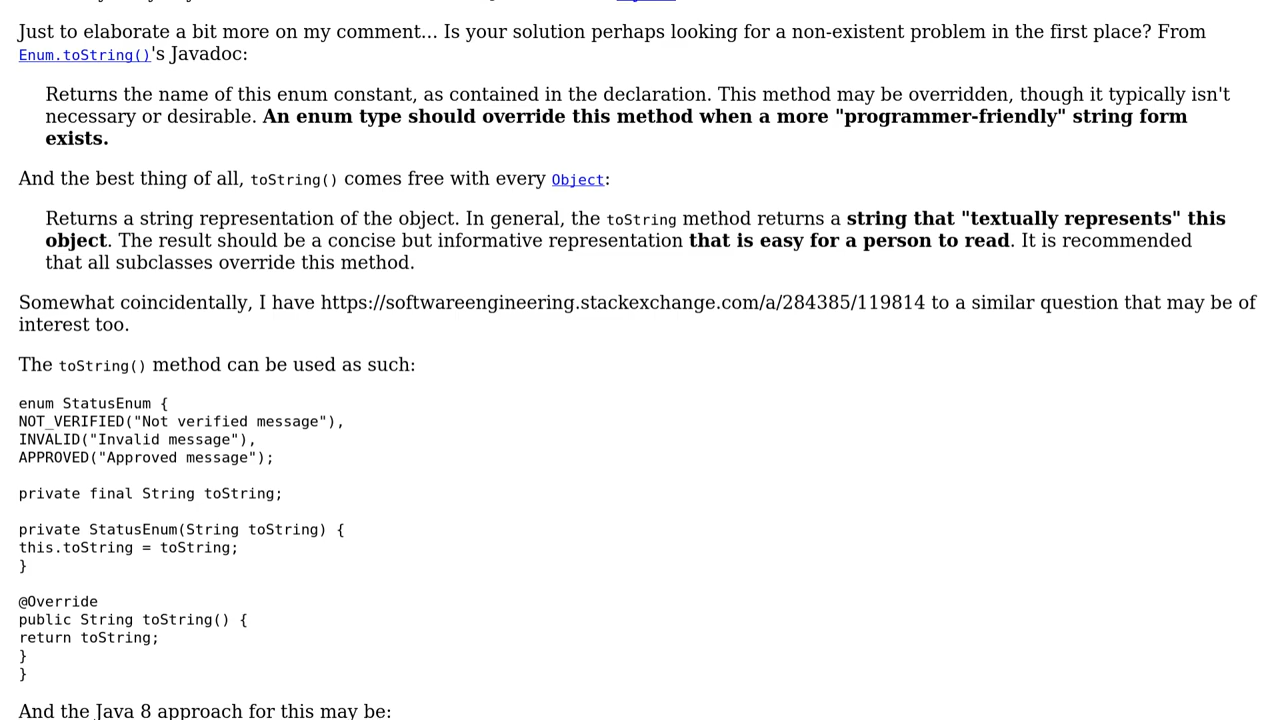 Just to elaborate a bit more on my comment... Is your solution perhaps looking for a non-existent problem in the first place? From
Enum.toString()'s Javadoc:
Returns the name of this enum constant, as contained in the declaration. This method may be overridden, though it typically isn't
necessary or desirable. An enum type should override this method when a more "programmer-friendly" string form
exists.
And the best thing of all, toString() comes free with every Object:
Returns a string representation of the object. In general, the toString method returns a string that "textually represents" this
object. The result should be a concise but informative representation that is easy for a person to read. It is recommended
that all subclasses override this method.
Somewhat coincidentally, I have https://softwareengineering.stackexchange.com/a/284385/119814 to a similar question that may be of
interest too.
The toString() method can be used as such:
enum StatusEnum {
NOT_VERIFIED("Not verified message"),
INVALID("Invalid message"),
APPROVED("Approved message");
private final String toString;
private StatusEnum(String toString) {
this.toString = toString;
}
@Override
public String toString() {
return toString;
}
}
And the Java 8 approach for this may be: